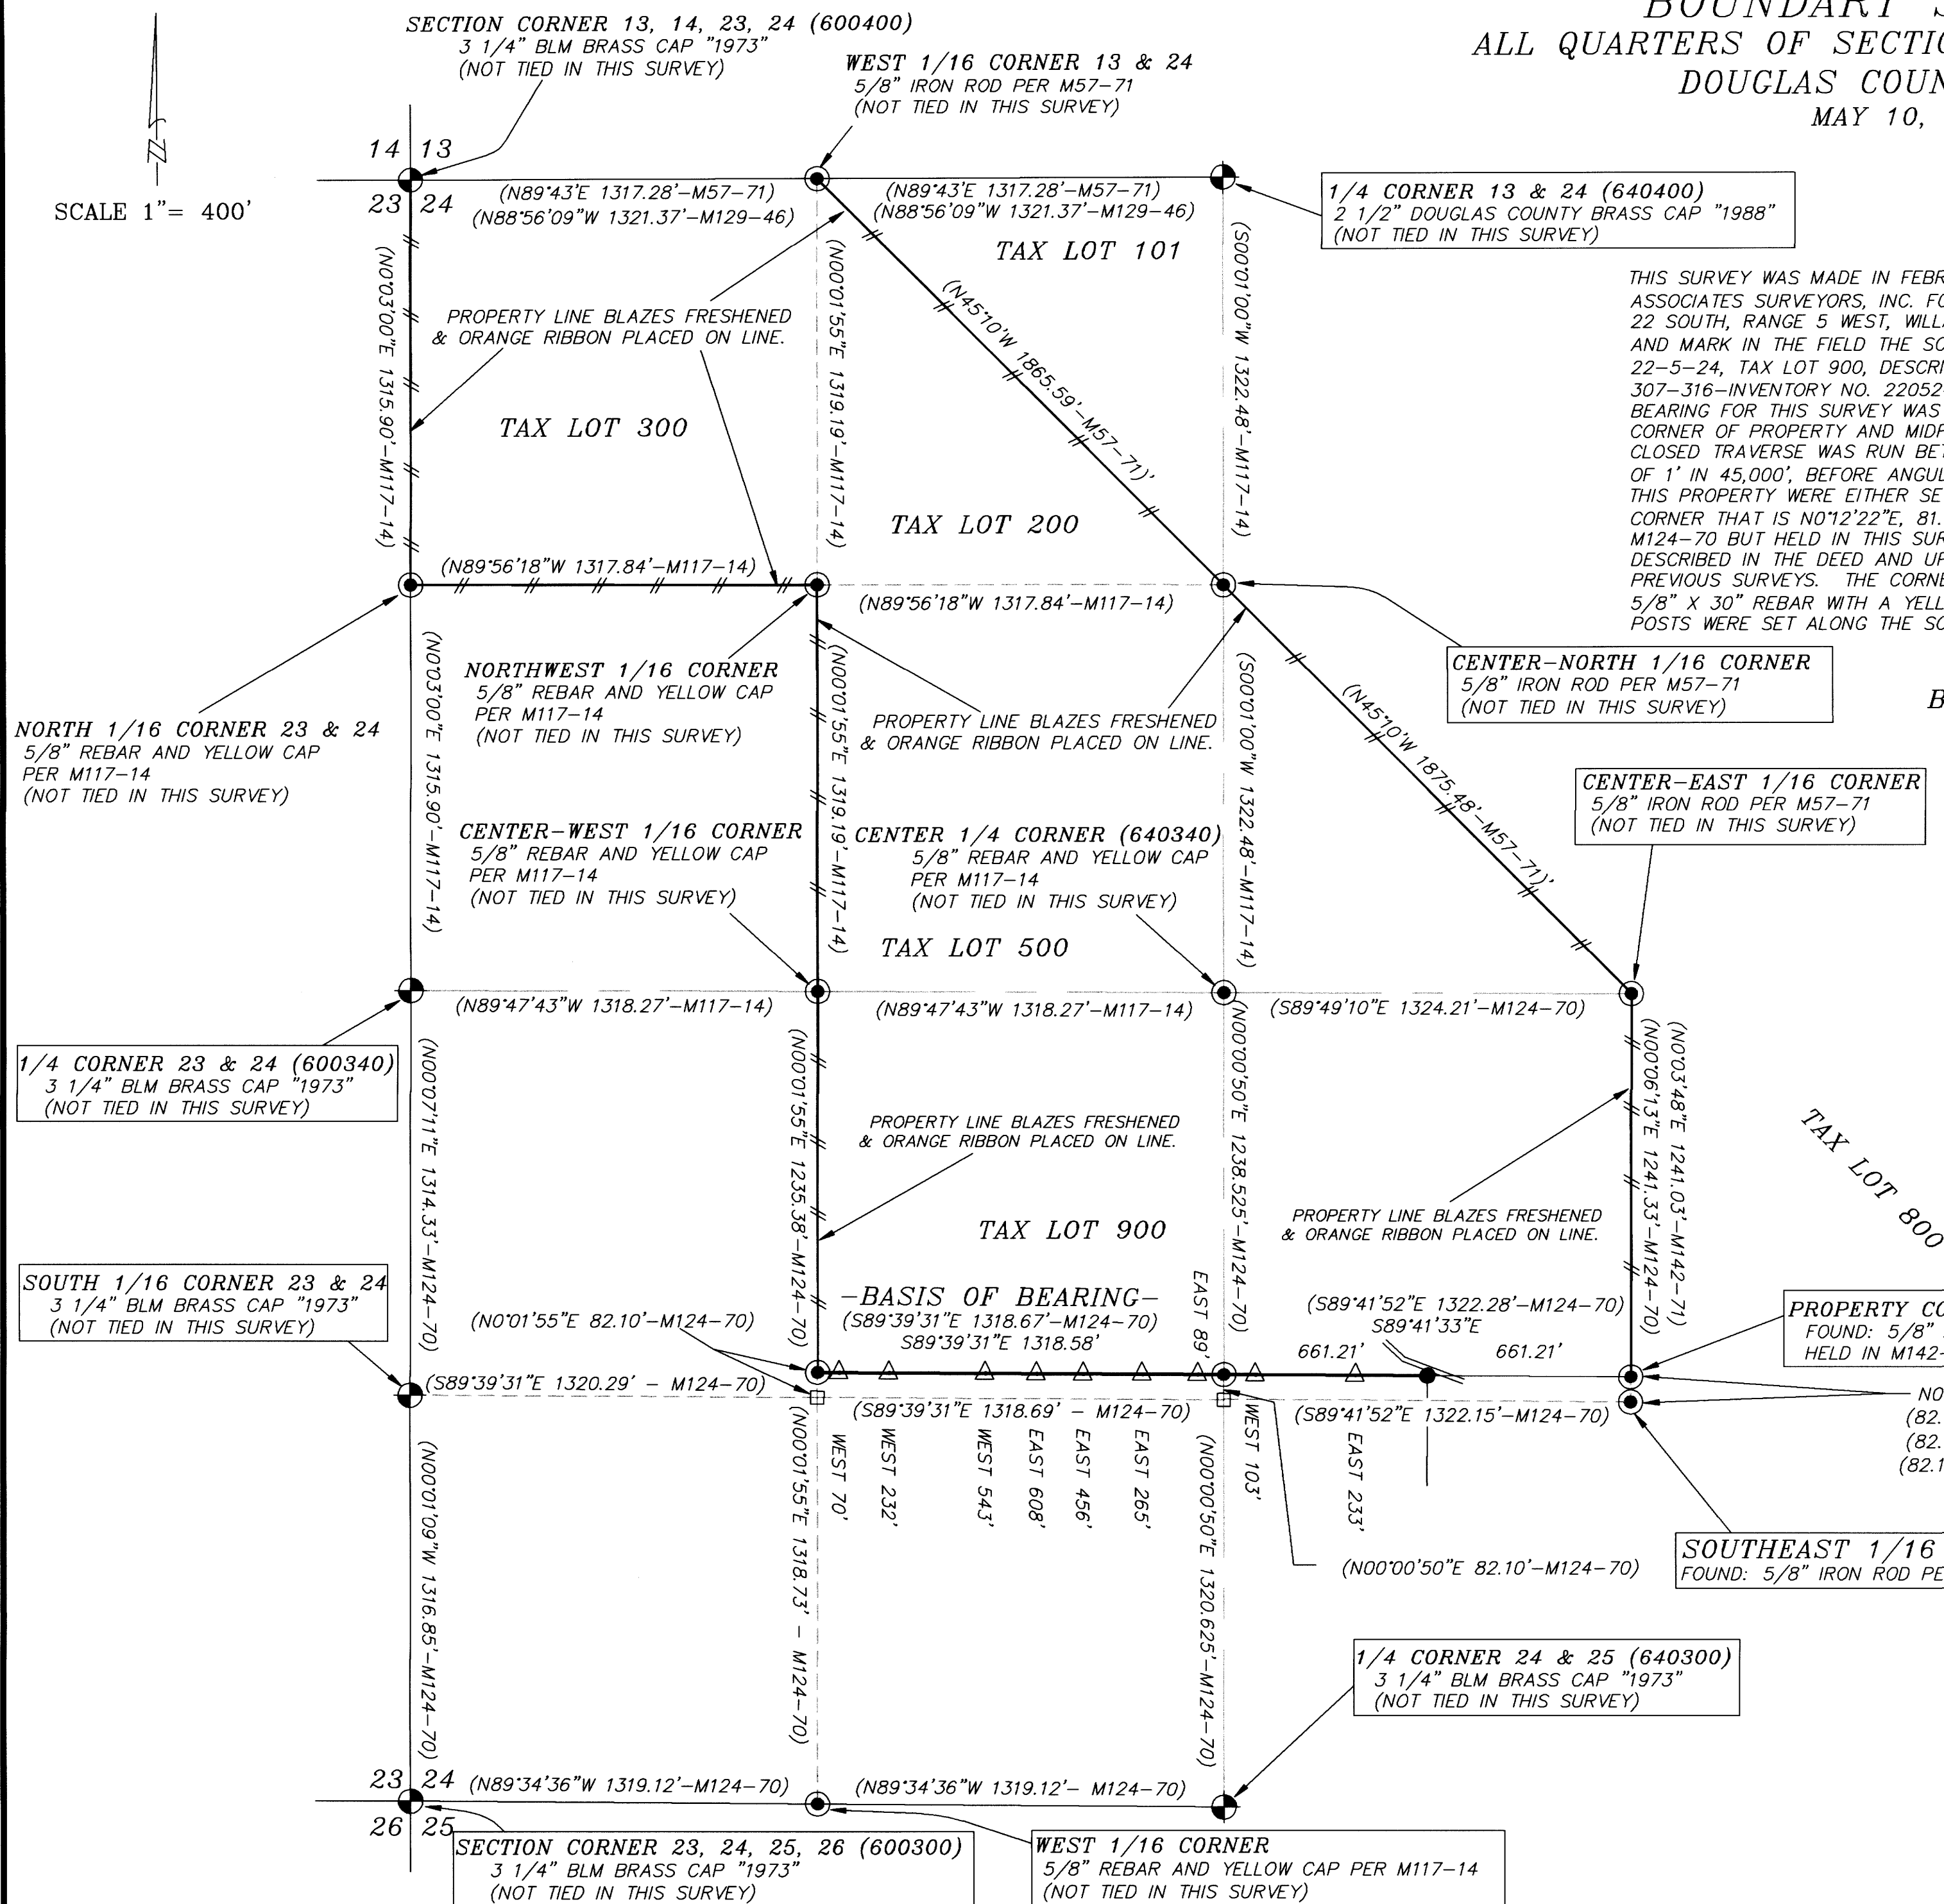 BOUNDARY S
ALL QUARTERS OF SECTIO
DOUGLAS COUN
MAY 10,
N
SCALE 1"= 400'
SECTION CORNER 13, 14, 23, 24 (600400)
3 1/4" BLM BRASS CAP "1973"
(NOT TIED IN THIS SURVEY)
WEST 1/16 CORNER 13 & 24
5/8" IRON ROD PER M57-71
(NOT TIED IN THIS SURVEY)
14 13
23 24
(N89°43'E 1317.28'-M57-71)
(N88°56'09"W 1321.37'-M129-46)
(N89°43'E 1317.28'-M57-71)
(N88°56'09"W 1321.37'-M129-46)
1/4 CORNER 13 & 24 (640400)
2 1/2" DOUGLAS COUNTY BRASS CAP "1988"
(NOT TIED IN THIS SURVEY)
TAX LOT 101
(N0°03'00"E 1315.90'-M117-14)
(N00°01'55"E 1319.19'-M117-14)
(N45°10'W 1865.59'-M57-71)'
(S00°01'00"W 1322.48'-M117-14)
PROPERTY LINE BLAZES FRESHENED
& ORANGE RIBBON PLACED ON LINE.
TAX LOT 300
TAX LOT 200
THIS SURVEY WAS MADE IN FEBR
ASSOCIATES SURVEYORS, INC. FO
22 SOUTH, RANGE 5 WEST, WILL
AND MARK IN THE FIELD THE SO
22-5-24, TAX LOT 900, DESCRI
307-316-INVENTORY NO. 22052
BEARING FOR THIS SURVEY WAS
CORNER OF PROPERTY AND MIDP
CLOSED TRAVERSE WAS RUN BET
OF 1' IN 45,000', BEFORE ANGUL
THIS PROPERTY WERE EITHER SE
CORNER THAT IS N0°12'22"E, 81.
M124-70 BUT HELD IN THIS SUR
DESCRIBED IN THE DEED AND UP
PREVIOUS SURVEYS. THE CORNE
5/8" X 30" REBAR WITH A YELL
POSTS WERE SET ALONG THE SO
B
(N89°56'18"W 1317.84'-M117-14)
(N89°56'18"W 1317.84'-M117-14)
NORTH 1/16 CORNER 23 & 24
5/8" REBAR AND YELLOW CAP
PER M117-14
(NOT TIED IN THIS SURVEY)
(N0°03'00"E 1315.90'-M117-14)
NORTHWEST 1/16 CORNER
5/8" REBAR AND YELLOW CAP
PER M117-14
(NOT TIED IN THIS SURVEY)
(N00°01'55"E 1319.19'-M117-14)
PROPERTY LINE BLAZES FRESHENED
& ORANGE RIBBON PLACED ON LINE.
(S00°01'00"W 1322.48'-M117-14)
CENTER-NORTH 1/16 CORNER
5/8" IRON ROD PER M57-71
(NOT TIED IN THIS SURVEY)
(N45°10'W 1875.48'-M57-71)'
CENTER-EAST 1/16 CORNER
5/8" IRON ROD PER M57-71
(NOT TIED IN THIS SURVEY)
CENTER-WEST 1/16 CORNER
5/8" REBAR AND YELLOW CAP
PER M117-14
(NOT TIED IN THIS SURVEY)
CENTER 1/4 CORNER (640340)
5/8" REBAR AND YELLOW CAP
PER M117-14
(NOT TIED IN THIS SURVEY)
TAX LOT 500
(N89°47'43"W 1318.27'-M117-14)
(N89°47'43"W 1318.27'-M117-14)
(S89°49'10"E 1324.21'-M124-70)
1/4 CORNER 23 & 24 (600340)
3 1/4" BLM BRASS CAP "1973"
(NOT TIED IN THIS SURVEY)
(N00°07'11"E 1314.33'-M124-70)
(N00°01'55"E 1235.38'-M124-70)
PROPERTY LINE BLAZES FRESHENED
& ORANGE RIBBON PLACED ON LINE.
(N00°00'50"E 1238.525'-M124-70)
PROPERTY LINE BLAZES FRESHENED
& ORANGE RIBBON PLACED ON LINE.
(N00°06'13"E 1241.33'-M124-70)
(N0°03'48"E 1241.03'-M142-71)
TAX LOT 800
TAX LOT 900
SOUTH 1/16 CORNER 23 & 24
3 1/4" BLM BRASS CAP "1973"
(NOT TIED IN THIS SURVEY)
(N0°01'55"E 82.10'-M124-70)
-BASIS OF BEARING-
(S89°39'31"E 1318.67'-M124-70)
S89°39'31"E 1318.58'
EAST 89'
(S89°41'52"E 1322.28'-M124-70)
S89°41'33"E
661.21'
661.21'
PROPERTY CO
FOUND: 5/8"
HELD IN M142-
(S89°39'31"E 1320.29' - M124-70)
(S89°39'31"E 1318.69' - M124-70)
(S89°41'52"E 1322.15'-M124-70)
NO
(82.
(82.
(82.1
(N00°01'09"W 1316.85'-M124-70)
(N00°01'55"E 1318.73' - M124-70)
WEST 70'
WEST 232'
WEST 543'
EAST 608'
EAST 456'
EAST 265'
(N00°00'50"E 1320.625'-M124-70)
WEST 103'
EAST 233'
(N00°00'50"E 82.10'-M124-70)
SOUTHEAST 1/16
FOUND: 5/8" IRON ROD PE
1/4 CORNER 24 & 25 (640300)
3 1/4" BLM BRASS CAP "1973"
(NOT TIED IN THIS SURVEY)
23 24
26 25
(N89°34'36"W 1319.12'-M124-70)
(N89°34'36"W 1319.12'- M124-70)
SECTION CORNER 23, 24, 25, 26 (600300)
3 1/4" BLM BRASS CAP "1973"
(NOT TIED IN THIS SURVEY)
WEST 1/16 CORNER
5/8" REBAR AND YELLOW CAP PER M117-14
(NOT TIED IN THIS SURVEY)